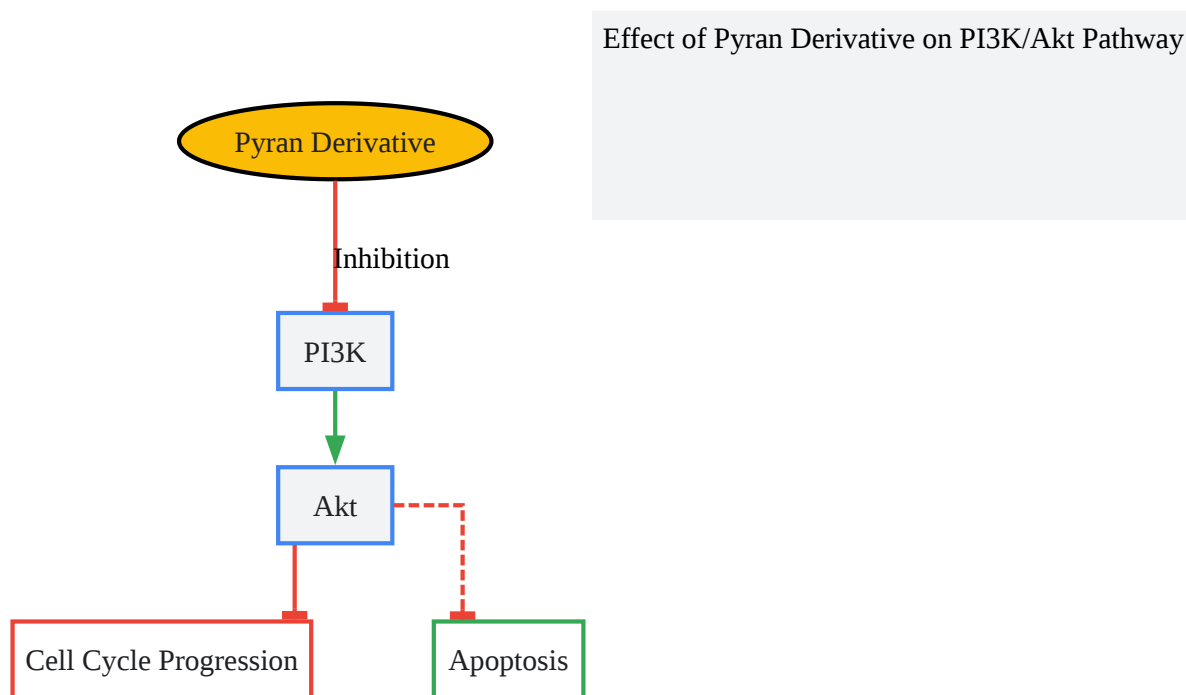 Effect of Pyran Derivative on PI3K/Akt Pathway
Pyran Derivative
Inhibition
PI3K
Akt
Cell Cycle Progression
Apoptosis